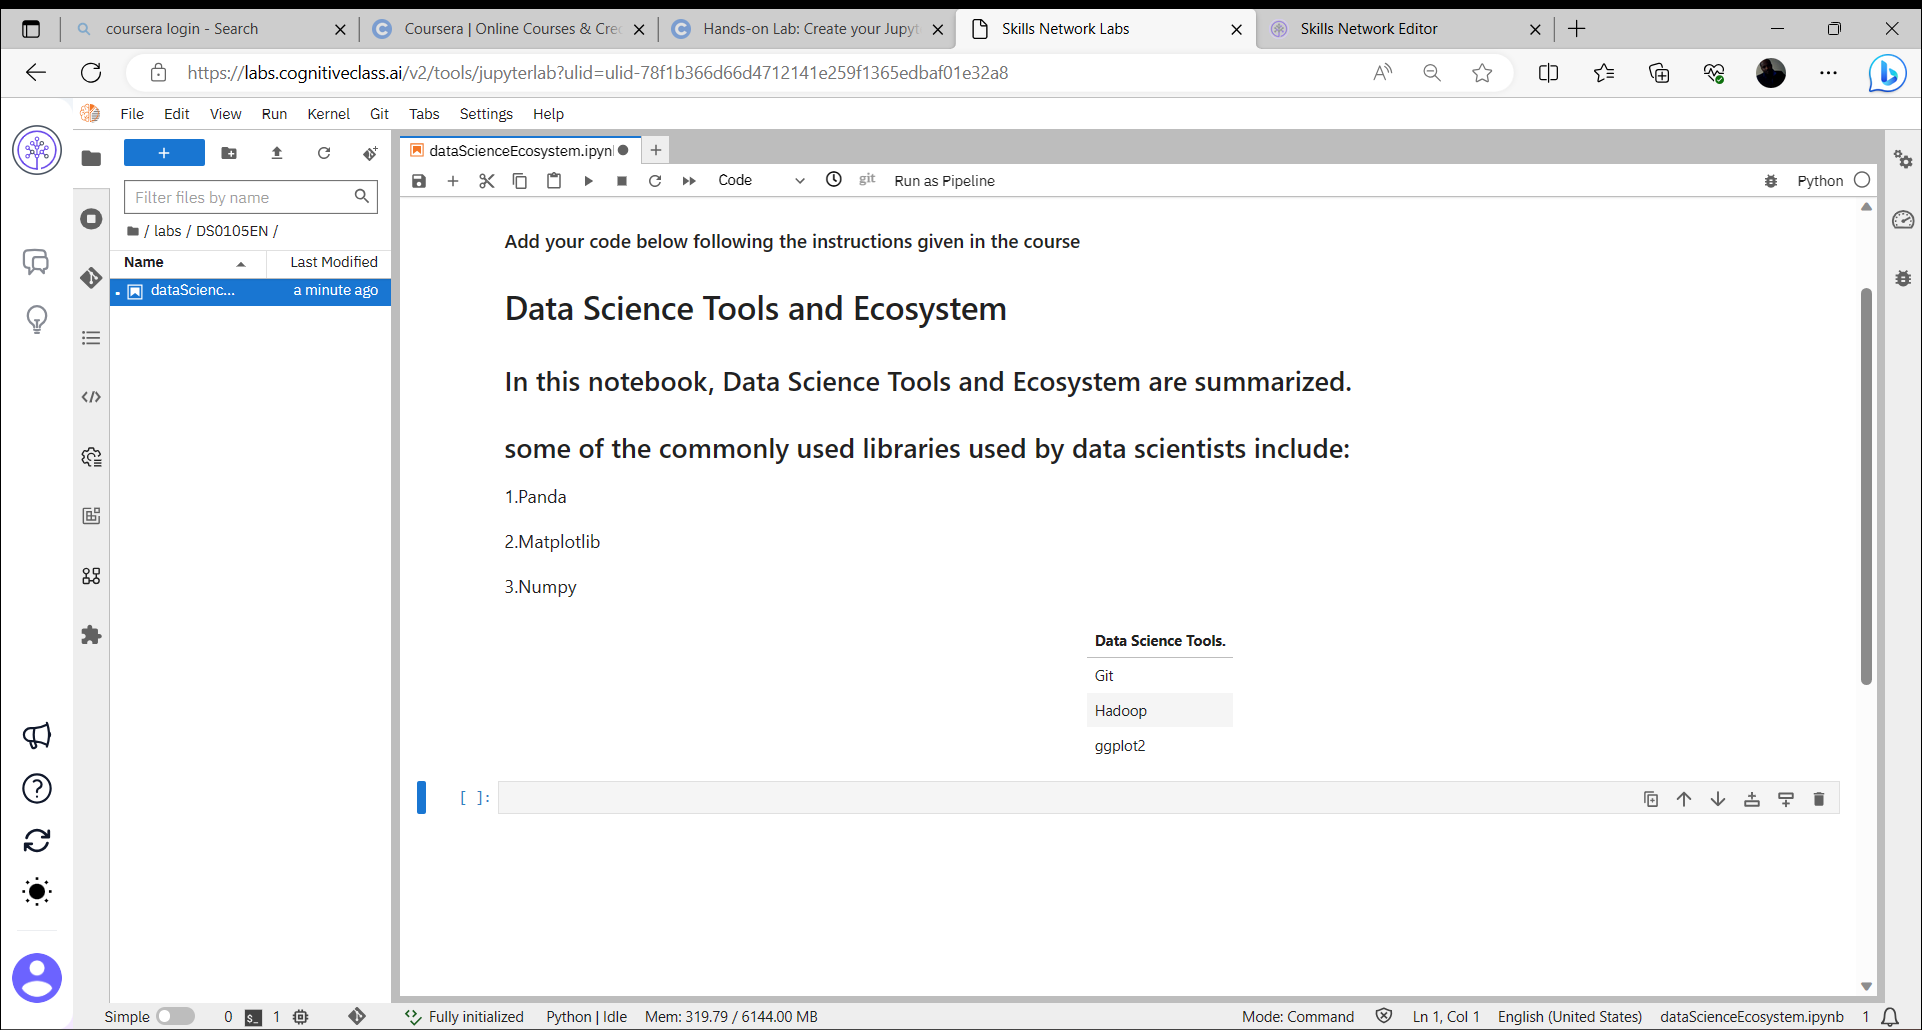 coursera login - Search
Coursera | Online Courses & Cre
Hands-on Lab: Create your Jupyt
Skills Network Labs
Skills Network Editor
https://labs.cognitiveclass.ai/v2/tools/jupyterlab?ulid=ulid-78f1b366d66d4712141e259f1365edbaf01e32a8
File Edit View Run Kernel Git Tabs Settings Help
Filter files by name
/ labs / DS0105EN /
Name Last Modified
dataScienc... a minute ago
dataScienceEcosystem.ipynl
Code git Run as Pipeline Python
Add your code below following the instructions given in the course
Data Science Tools and Ecosystem
In this notebook, Data Science Tools and Ecosystem are summarized.
some of the commonly used libraries used by data scientists include:
1.Panda
2.Matplotlib
3.Numpy
Data Science Tools.
Git
Hadoop
ggplot2
[ ]:
Simple 0 $_ 1 Fully initialized Python | Idle Mem: 319.79 / 6144.00 MB Mode: Command Ln 1, Col 1 English (United States) dataScienceEcosystem.ipynb 1